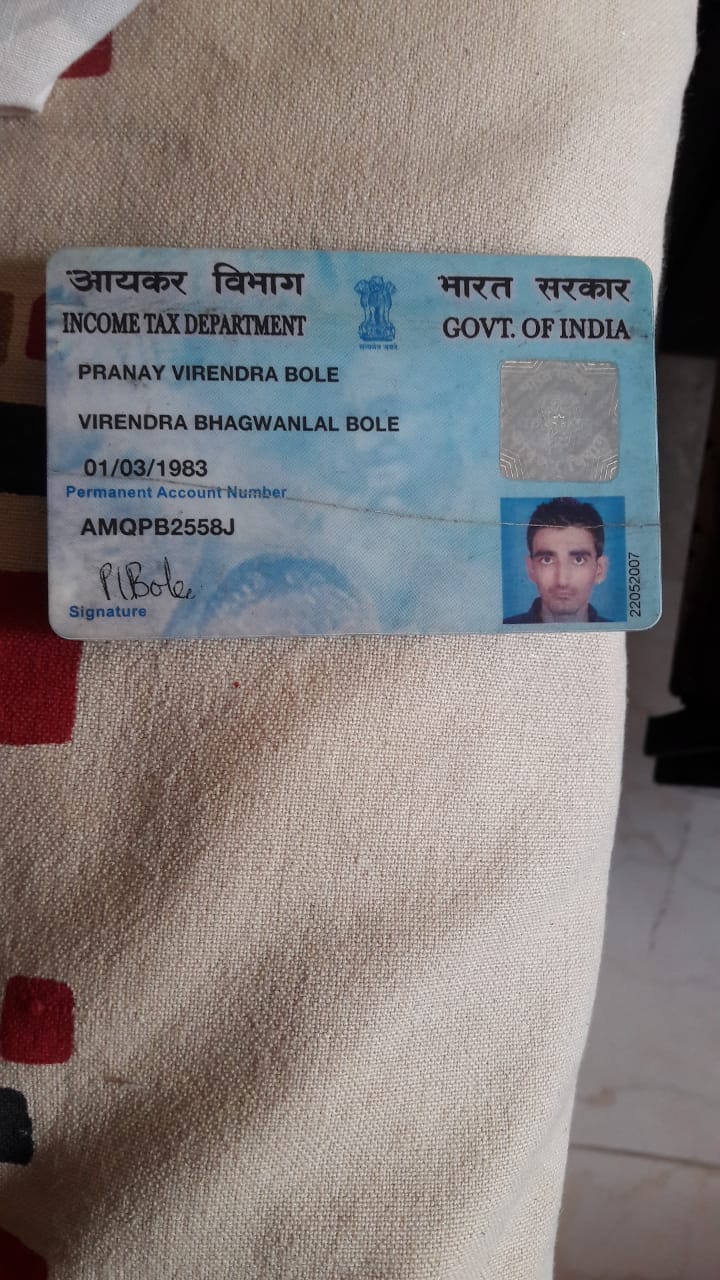 आयकर विभाग
INCOME TAX DEPARTMENT
भारत सरकार
GOVT. OF INDIA
सत्यमेव जयते
PRANAY VIRENDRA BOLE
VIRENDRA BHAGWANLAL BOLE
01/03/1983
Permanent Account Number
AMQPB2558J
PVBole
Signature
22052007